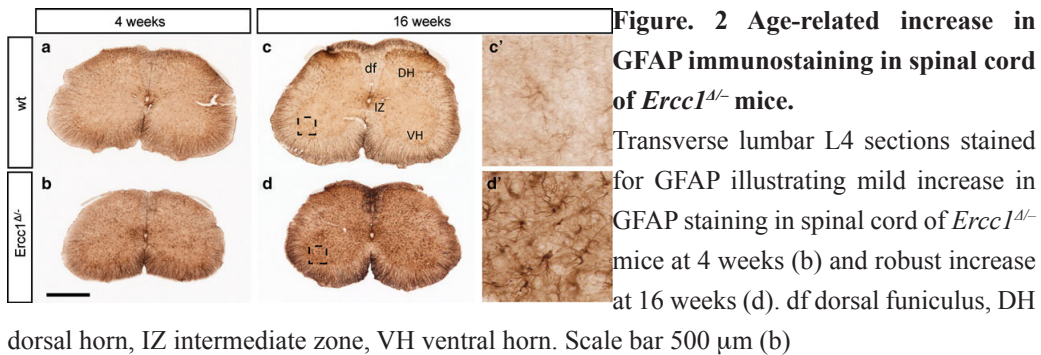 4 weeks
16 weeks
wt
Ercc1Δ/-
a
b
c
df
DH
IZ
VH
c'
d
d'
Figure. 2 Age-related increase in
GFAP immunostaining in spinal cord
of Ercc1Δ/– mice.
Transverse lumbar L4 sections stained
for GFAP illustrating mild increase in
GFAP staining in spinal cord of Ercc1Δ/–
mice at 4 weeks (b) and robust increase
at 16 weeks (d). df dorsal funiculus, DH
dorsal horn, IZ intermediate zone, VH ventral horn. Scale bar 500 μm (b)